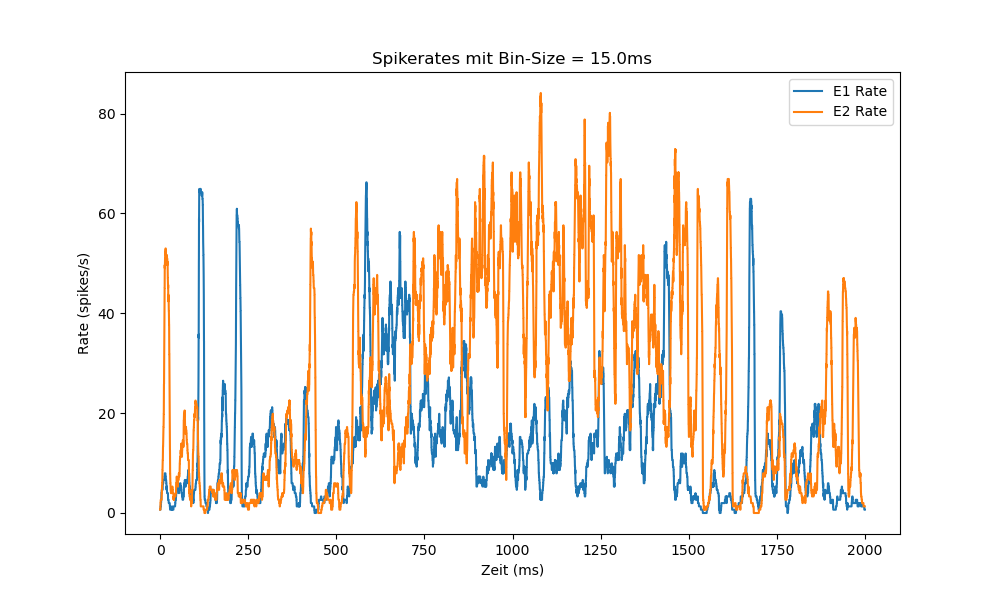 Spikerates mit Bin-Size = 15.0ms
E1 Rate
E2 Rate
Rate (spikes/s)
80
60
40
20
0
0 250 500 750 1000 1250 1500 1750 2000
Zeit (ms)